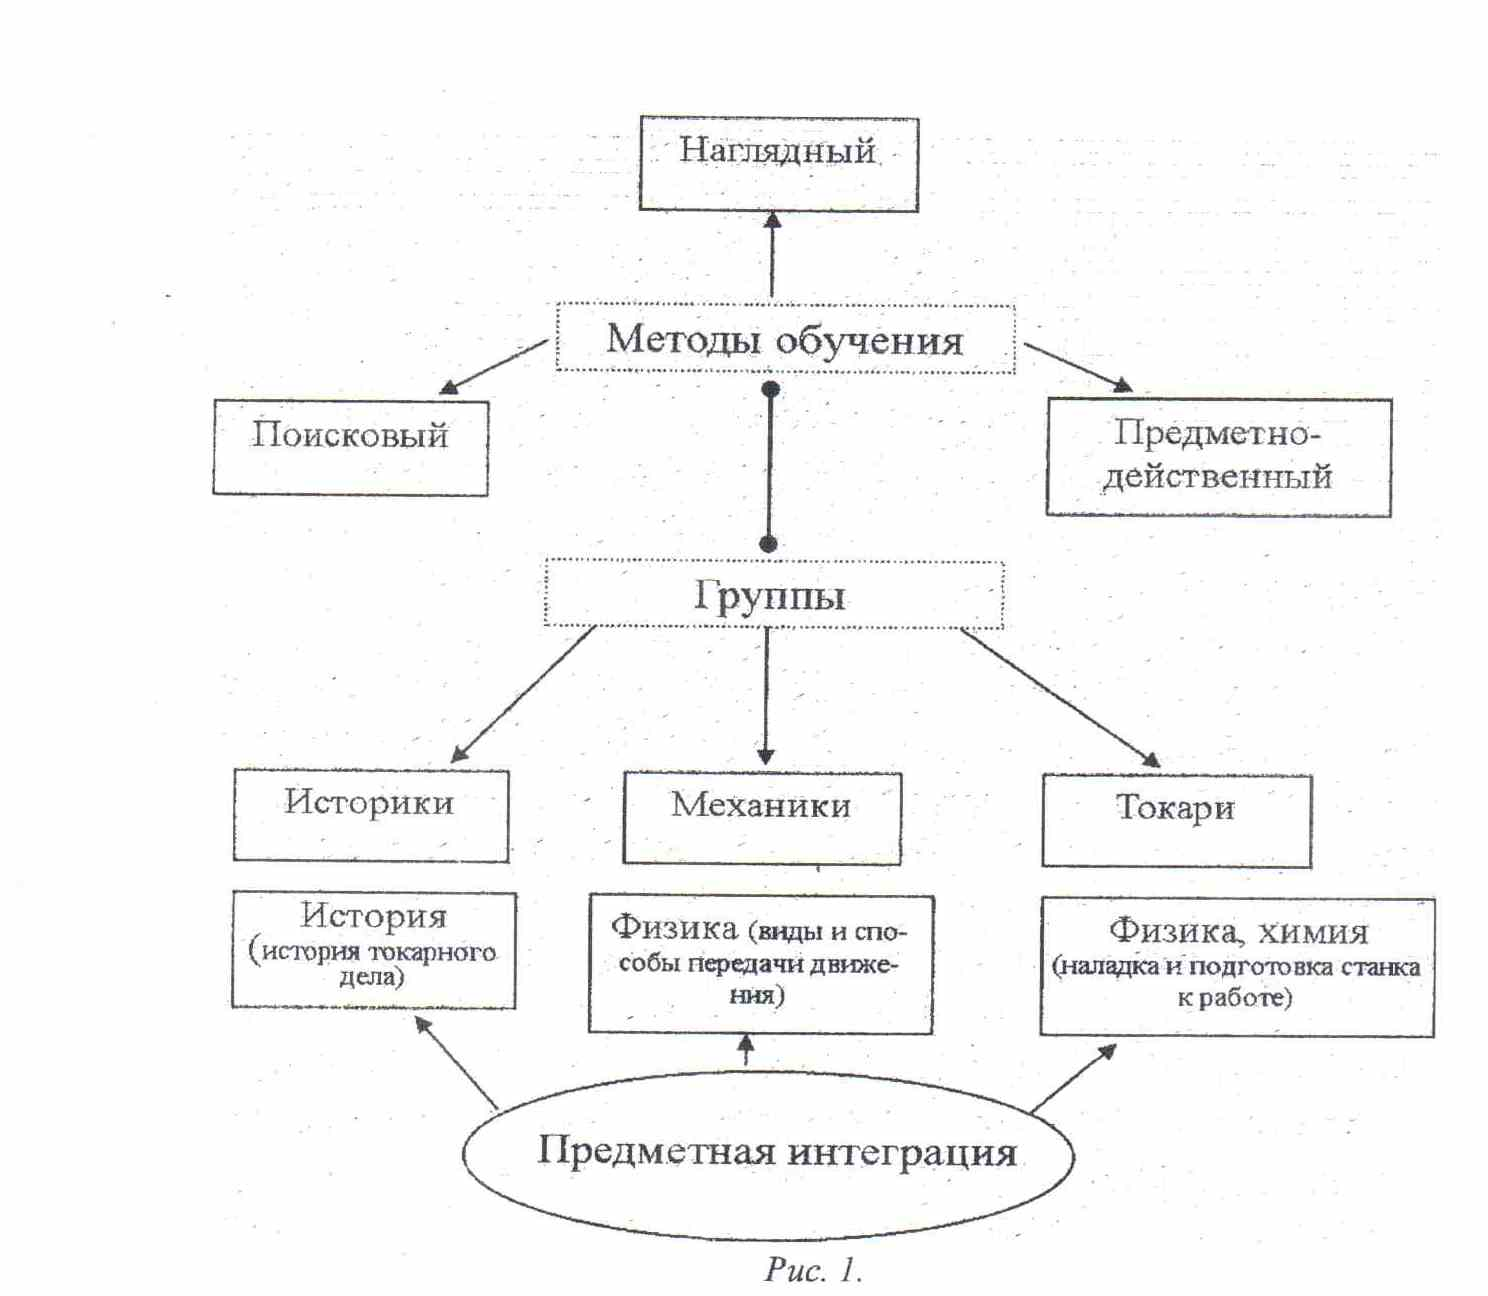 Наглядный
Методы обучения
Поисковый
Предметно-
действенный
Группы
Историки
Механики
Токари
История
(история токарного
дела)
Физика (виды и спо-
собы передачи движе-
ния)
Физика, химия
(наладка и подготовка станка
к работе)
Предметная интеграция
Рис. 1.